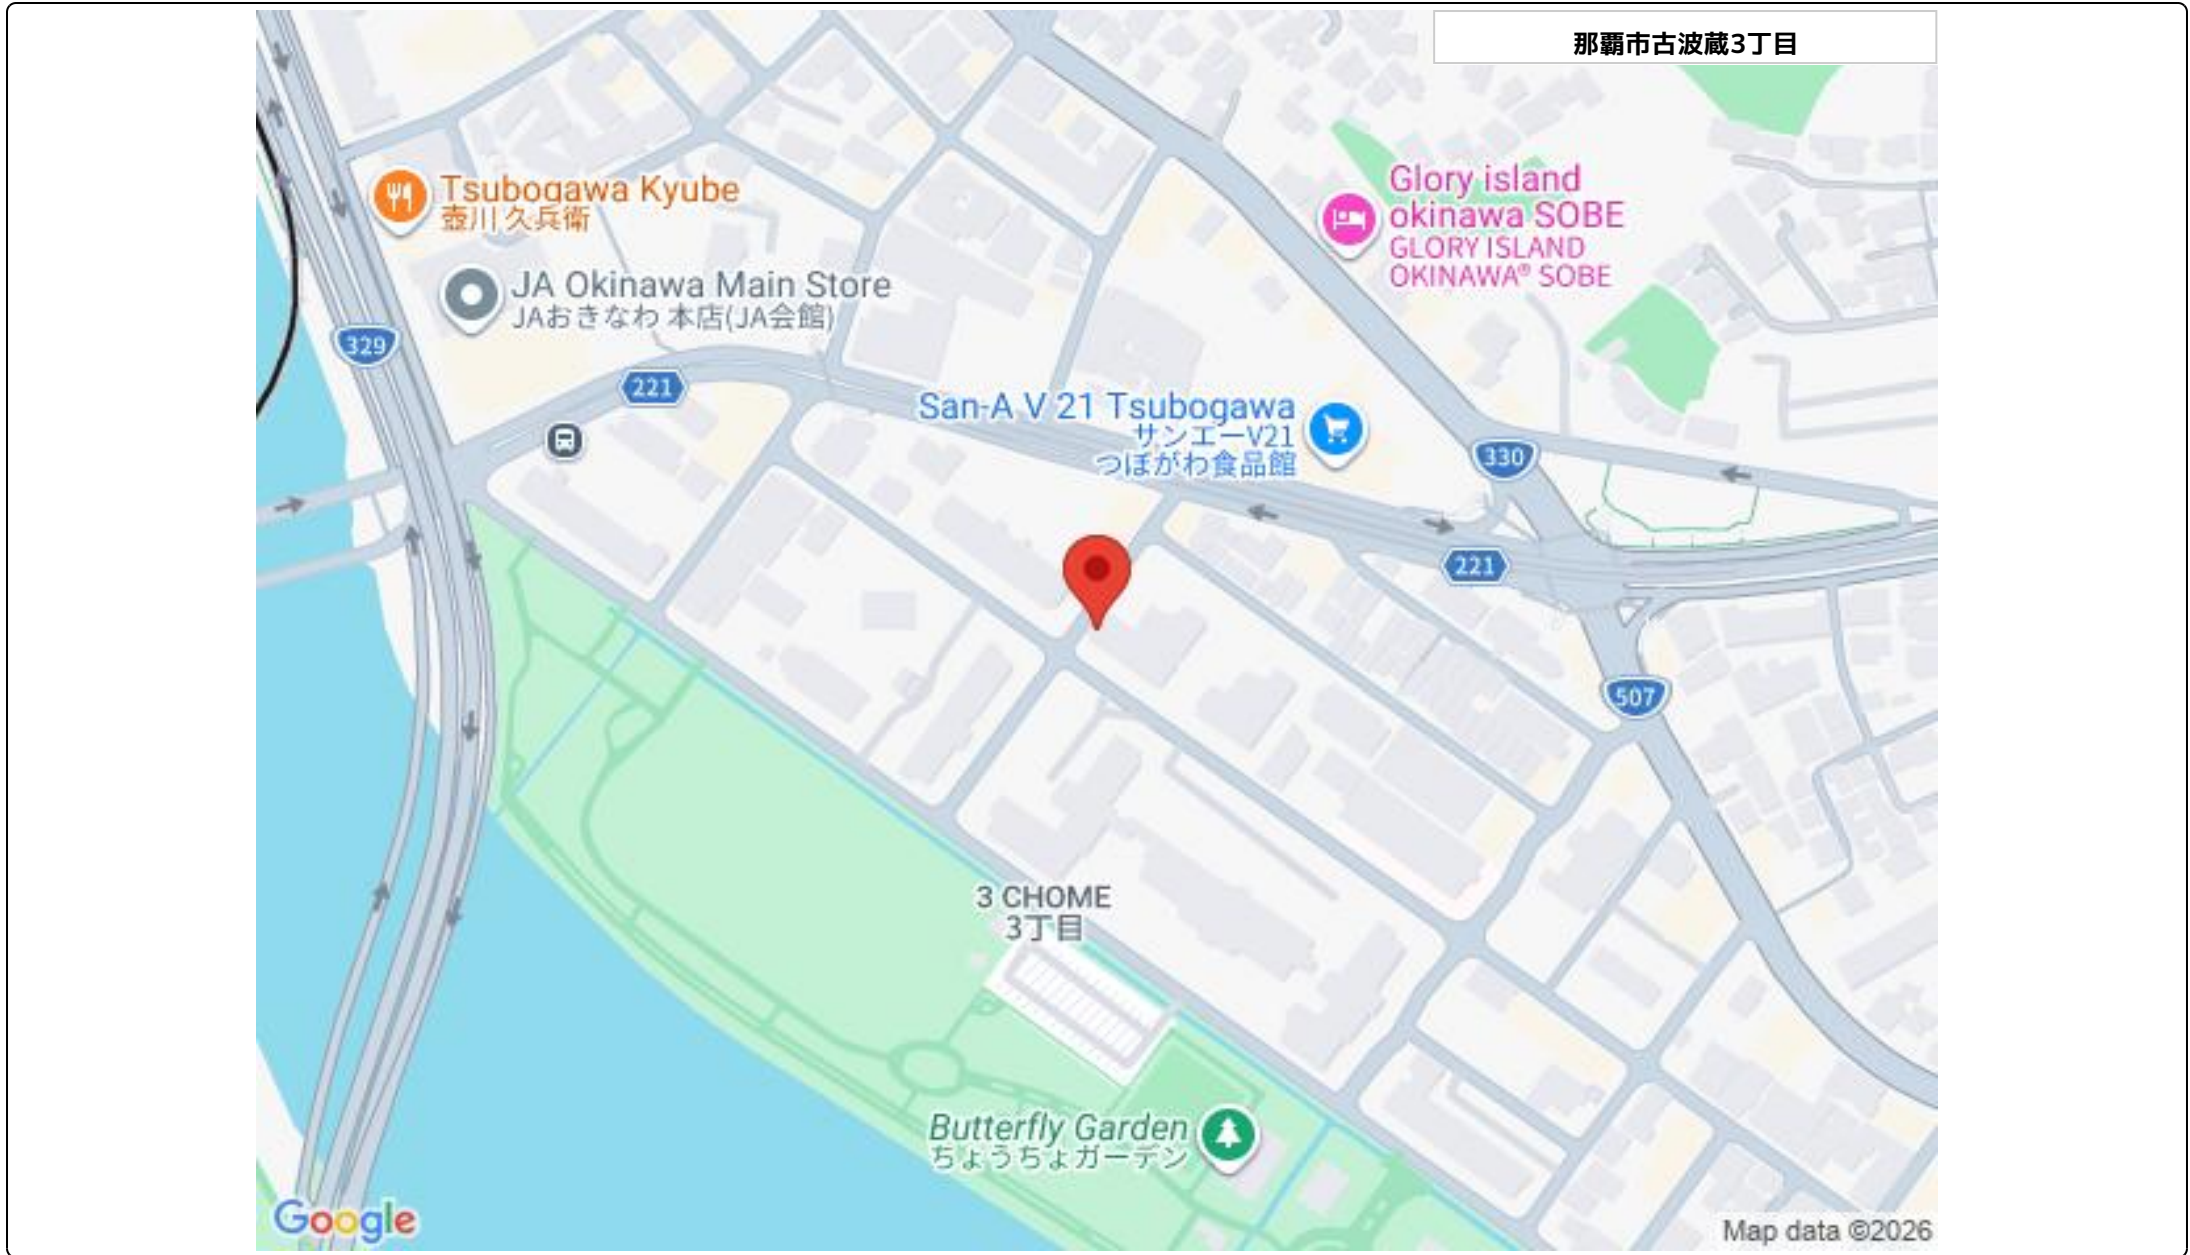 那覇市古波蔵3丁目
Glory island
okinawa SOBE
GLORY ISLAND
OKINAWA® SOBE
Tsubogawa Kyube
壺川 久兵衛
JA Okinawa Main Store
JAおきなわ 本店(JA会館)
329
221
San-A V 21 Tsubogawa
サンエーV21
つぼがわ食品館
330
221
507
3 CHOME
3丁目
Butterfly Garden
ちょうちょガーデン
Google
Map data ©2026